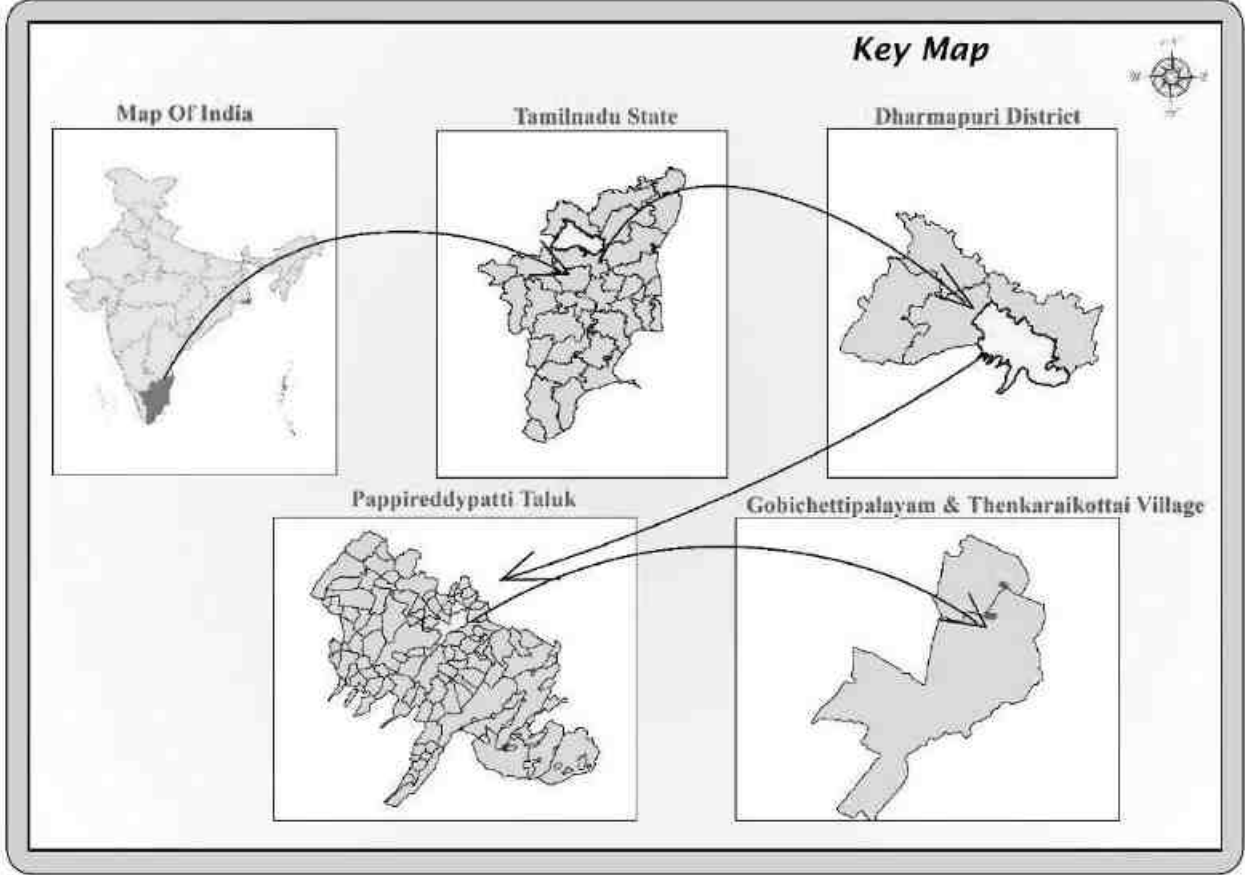 Key Map
Map Of India
Tamilnadu State
Dharmapuri District
Pappireddypatti Taluk
Gobichettipalayam & Thenkaraikottai Village